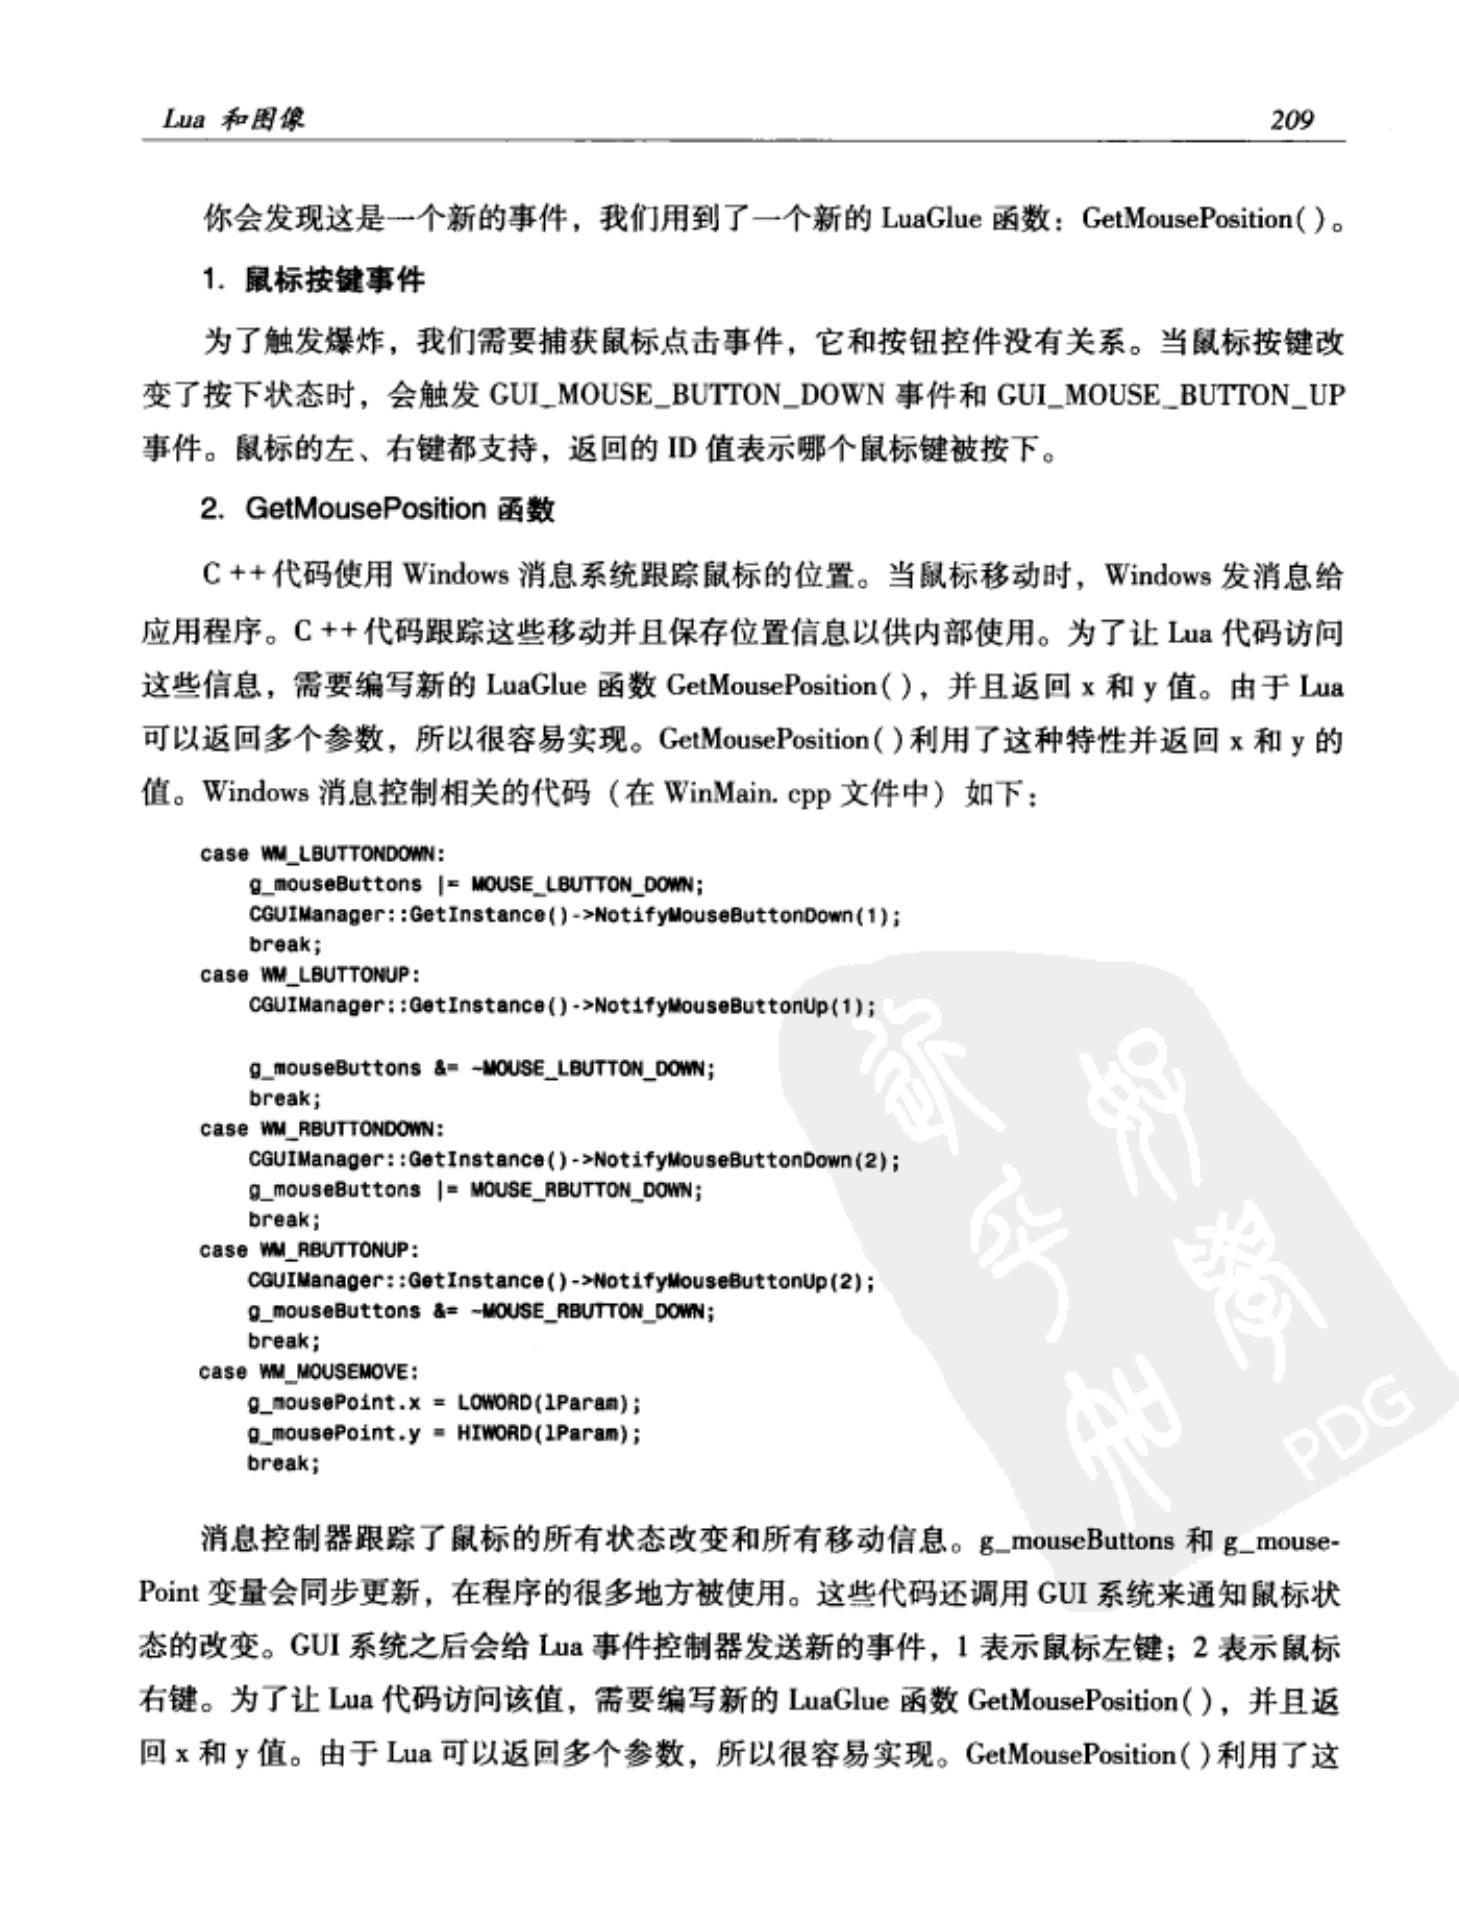 Lua 和图像
209
你会发现这是一个新的事件，我们用到了一个新的 LuaGlue 函数：GetMousePosition( )。
1. 鼠标按键事件
为了触发爆炸，我们需要捕获鼠标点击事件，它和按钮控件没有关系。当鼠标按键改
变了按下状态时，会触发 GUI_MOUSE_BUTTON_DOWN 事件和 GUI_MOUSE_BUTTON_UP
事件。鼠标的左、右键都支持，返回的 ID 值表示哪个鼠标键被按下。
2. GetMousePosition 函数
C ++代码使用 Windows 消息系统跟踪鼠标的位置。当鼠标移动时，Windows 发消息给
应用程序。C ++代码跟踪这些移动并且保存位置信息以供内部使用。为了让 Lua 代码访问
这些信息，需要编写新的 LuaGlue 函数 GetMousePosition( )，并且返回 x 和 y 值。由于 Lua
可以返回多个参数，所以很容易实现。GetMousePosition( )利用了这种特性并返回 x 和 y 的
值。Windows 消息控制相关的代码（在 WinMain. cpp 文件中）如下：
case WM_LBUTTONDOWN:
g_mouseButtons |= MOUSE_LBUTTON_DOWN;
CGUIManager::GetInstance()->NotifyMouseButtonDown(1);
break;
case WM_LBUTTONUP:
CGUIManager::GetInstance()->NotifyMouseButtonUp(1);
g_mouseButtons &= ~MOUSE_LBUTTON_DOWN;
break;
case WM_RBUTTONDOWN:
CGUIManager::GetInstance()->NotifyMouseButtonDown(2);
g_mouseButtons |= MOUSE_RBUTTON_DOWN;
break;
case WM_RBUTTONUP:
CGUIManager::GetInstance()->NotifyMouseButtonUp(2);
g_mouseButtons &= ~MOUSE_RBUTTON_DOWN;
break;
case WM_MOUSEMOVE:
g_mousePoint.x = LOWORD(lParam);
g_mousePoint.y = HIWORD(lParam);
break;
PDG
消息控制器跟踪了鼠标的所有状态改变和所有移动信息。g_mouseButtons 和 g_mouse-
Point 变量会同步更新，在程序的很多地方被使用。这些代码还调用 GUI 系统来通知鼠标状
态的改变。GUI 系统之后会给 Lua 事件控制器发送新的事件，1 表示鼠标左键；2 表示鼠标
右键。为了让 Lua 代码访问该值，需要编写新的 LuaGlue 函数 GetMousePosition( )，并且返
回 x 和 y 值。由于 Lua 可以返回多个参数，所以很容易实现。GetMousePosition( )利用了这